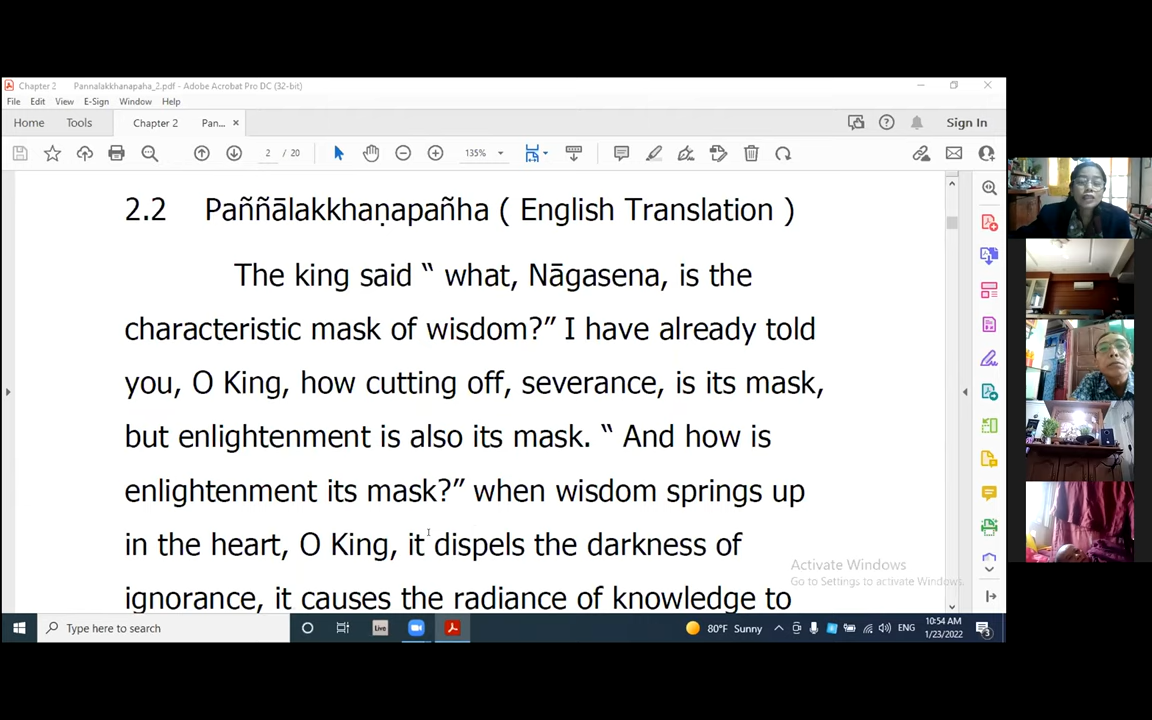 Chapter 2 Pannalakkhanapaha_2.pdf - Adobe Acrobat Pro DC (32-bit)
File Edit View E-Sign Window Help
Home Tools Chapter 2 Pan... × Sign In
2 / 20 135%
2.2 Paññālakkhaṇapañha ( English Translation )
The king said “ what, Nāgasena, is the
characteristic mask of wisdom?” I have already told
you, O King, how cutting off, severance, is its mask,
but enlightenment is also its mask. “ And how is
enlightenment its mask?” when wisdom springs up
in the heart, O King, it dispels the darkness of
ignorance, it causes the radiance of knowledge to
Activate Windows
Go to Settings to activate Windows.
Type here to search Live 80°F Sunny ENG 10:54 AM
1/23/2022 3